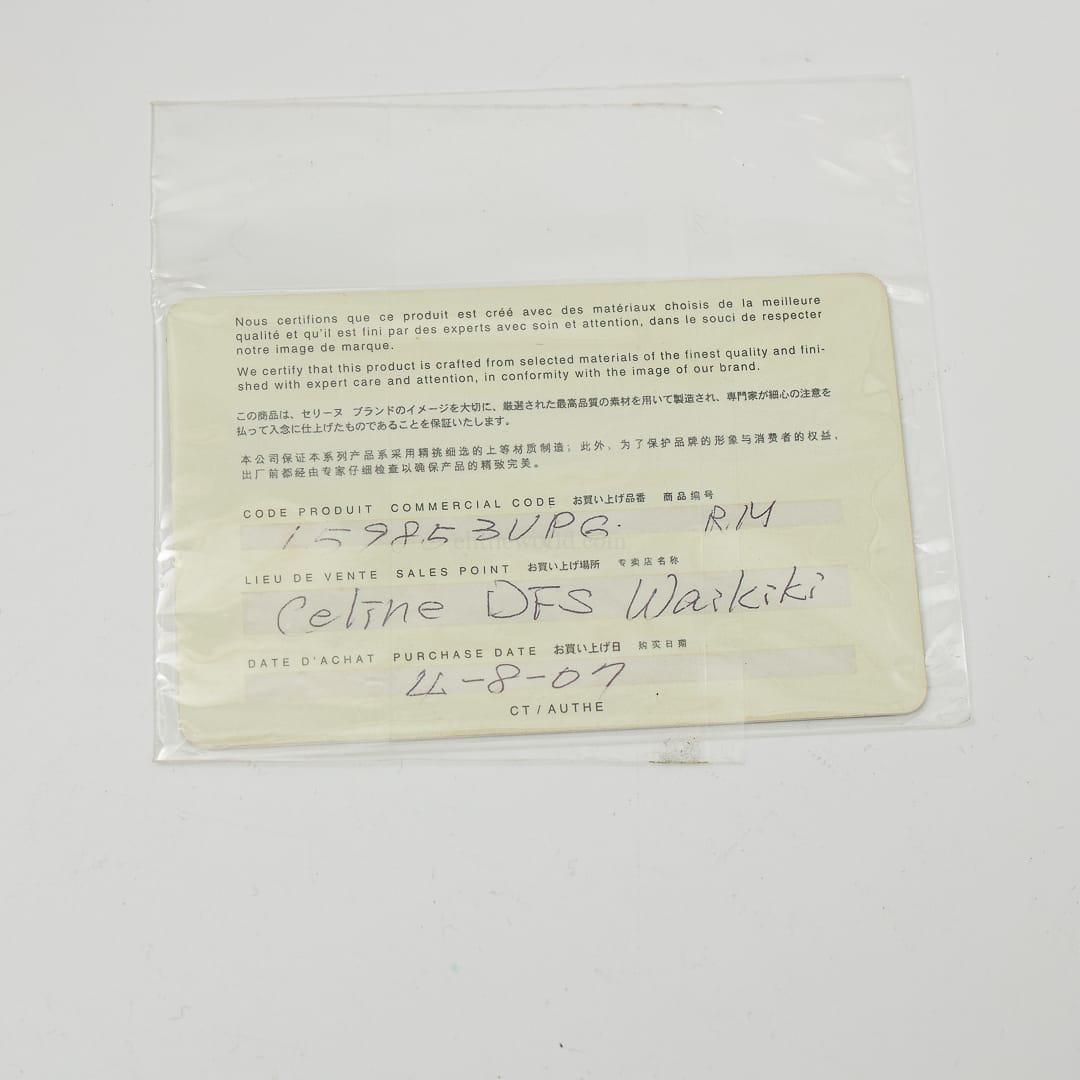 Nous certifions que ce produit est créé avec des matériaux choisis de la meilleure
qualité et qu'il est fini par des experts avec soin et attention, dans le souci de respecter
notre image de marque.
We certify that this product is crafted from selected materials of the finest quality and fini-
shed with expert care and attention, in conformity with the image of our brand.
この商品は、セリーヌ ブランドのイメージを大切に、厳選された最高品質の素材を用いて製造され、専門家が細心の注意を
払って入念に仕上げたものであることを保証いたします。
本公司保证本系列产品系采用精挑细选的上等材质制造；此外，为了保护品牌的形象与消费者的权益，
出厂前都经由专家仔细检查以确保产品的精致完美。
CODE PRODUIT COMMERCIAL CODE お買い上げ品番 商品编号
159853UPG. R.M
LIEU DE VENTE SALES POINT お買い上げ場所 专卖店名称
Celine DFS Waikiki
DATE D'ACHAT PURCHASE DATE お買い上げ日 购买日期
4-8-07
CT / AUTHE